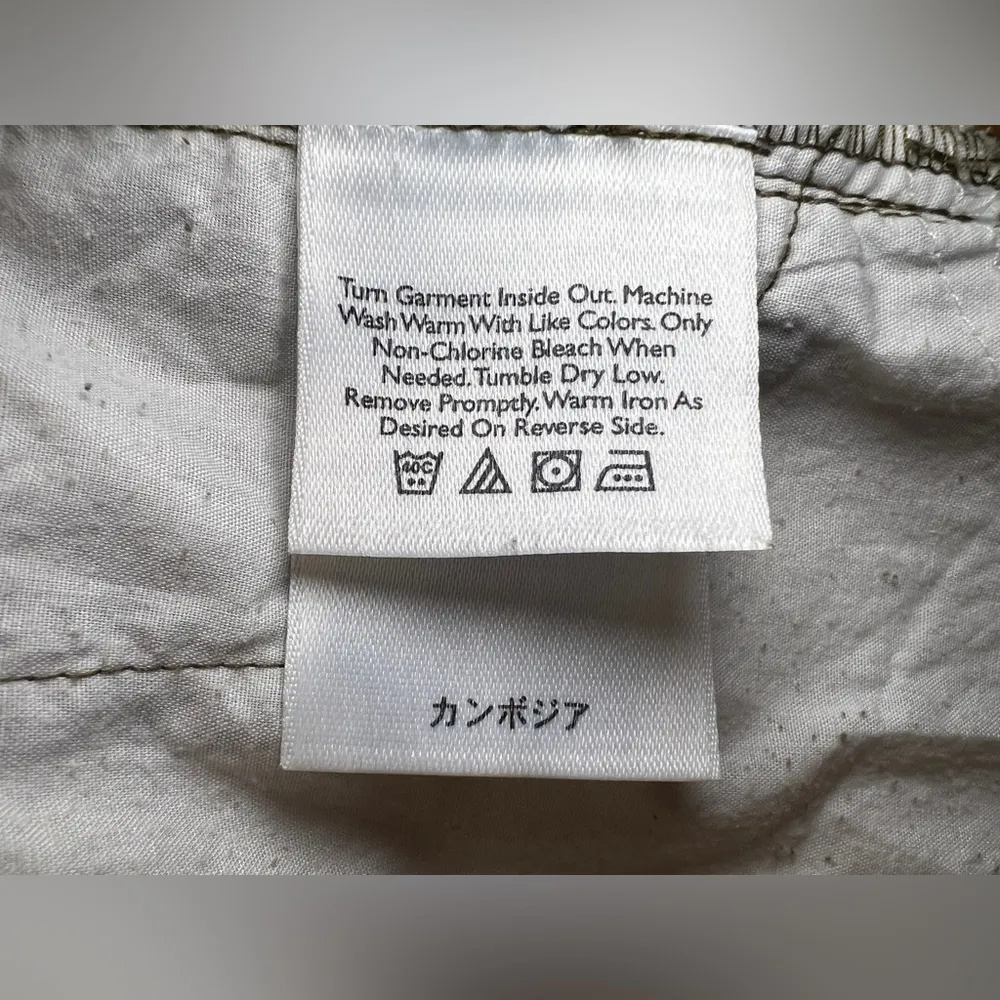 Turn Garment Inside Out. Machine
Wash Warm With Like Colors. Only
Non-Chlorine Bleach When
Needed. Tumble Dry Low.
Remove Promptly. Warm Iron As
Desired On Reverse Side.
40C
カンボジア